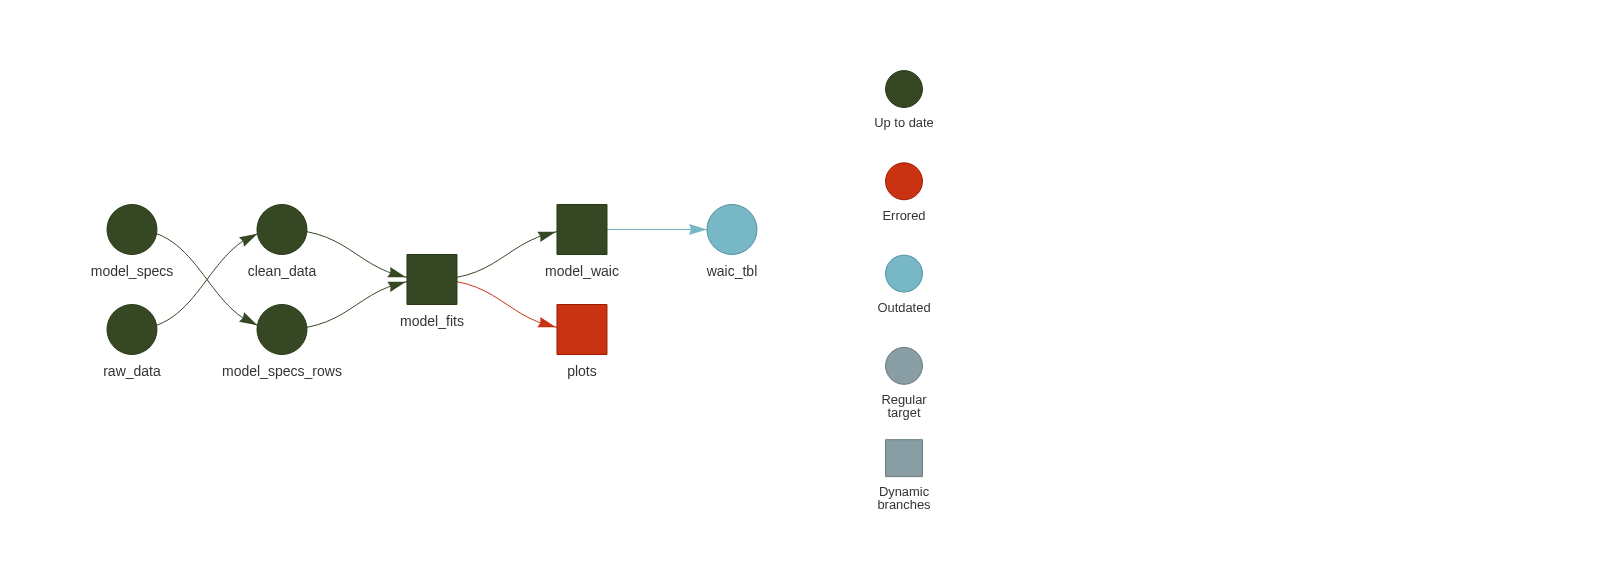 model_specs
clean_data
model_waic
waic_tbl
model_fits
raw_data
model_specs_rows
plots
Up to date
Errored
Outdated
Regular
target
Dynamic
branches